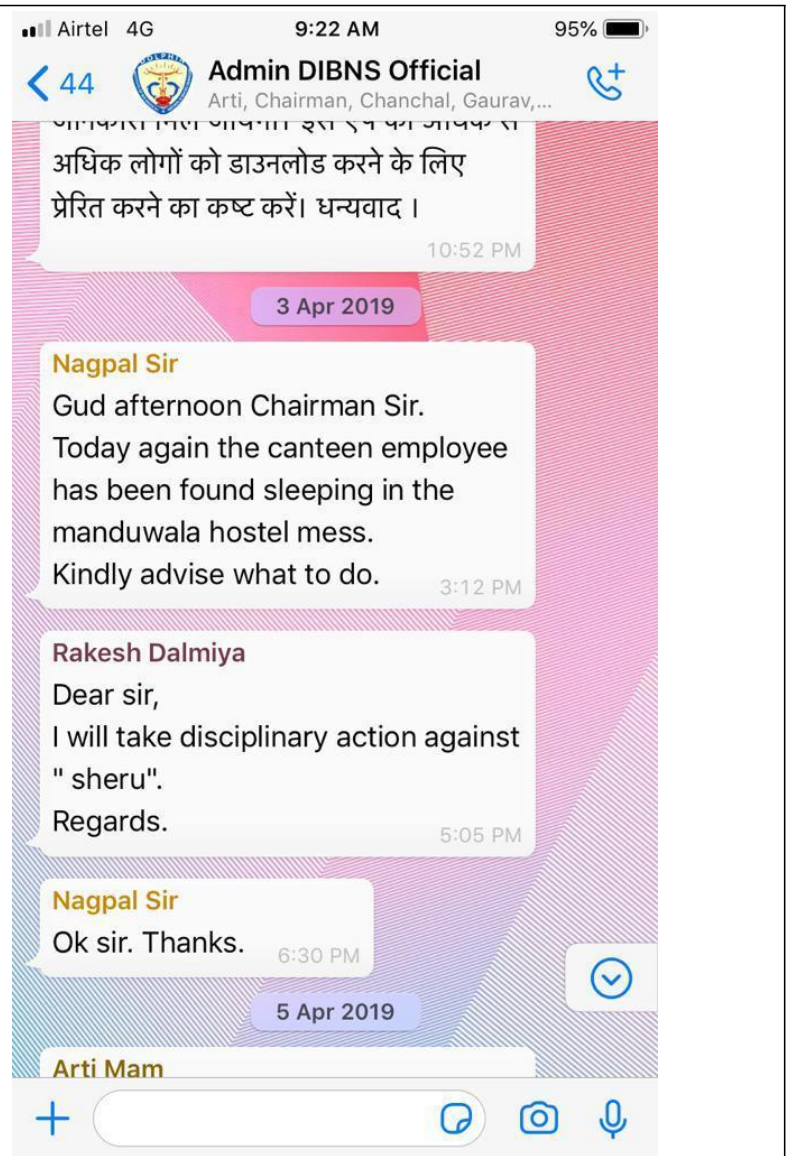 Airtel 4G 9:22 AM 95%
44 Admin DIBNS Official
Arti, Chairman, Chanchal, Gaurav,...
अधिक लोगों को डाउनलोड करने के लिए
प्रेरित करने का कष्ट करें। धन्यवाद ।
10:52 PM
3 Apr 2019
Nagpal Sir
Gud afternoon Chairman Sir.
Today again the canteen employee
has been found sleeping in the
manduwala hostel mess.
Kindly advise what to do. 3:12 PM
Rakesh Dalmiya
Dear sir,
I will take disciplinary action against
" sheru".
Regards. 5:05 PM
Nagpal Sir
Ok sir. Thanks. 6:30 PM
5 Apr 2019
Arti Mam